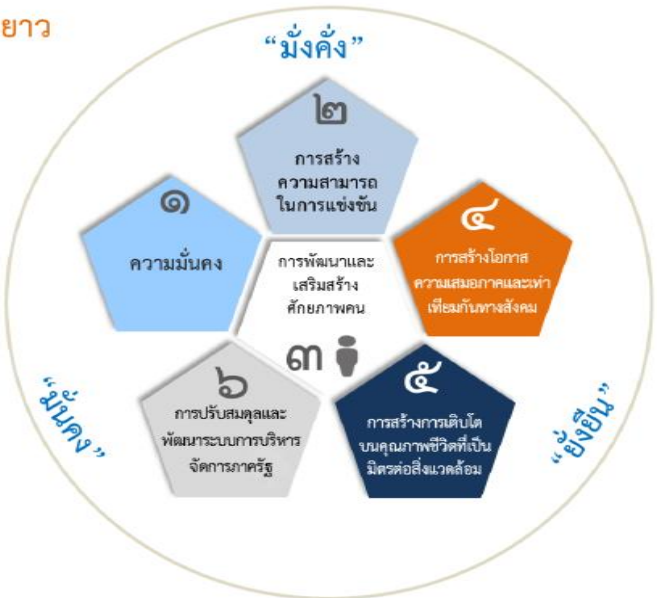 ยาว
“มั่งคั่ง”
๒
การสร้าง
ความสามารถ
ในการแข่งขัน
๑
ความมั่นคง
๔
การสร้างโอกาส
ความเสมอภาคและเท่า
เทียมกันทางสังคม
การพัฒนาและ
เสริมสร้าง
ศักยภาพคน
๓
๖
การปรับสมดุลและ
พัฒนาระบบการบริหาร
จัดการภาครัฐ
๕
การสร้างการเติบโต
บนคุณภาพชีวิตที่เป็น
มิตรต่อสิ่งแวดล้อม
“มั่นคง”
“ยั่งยืน”